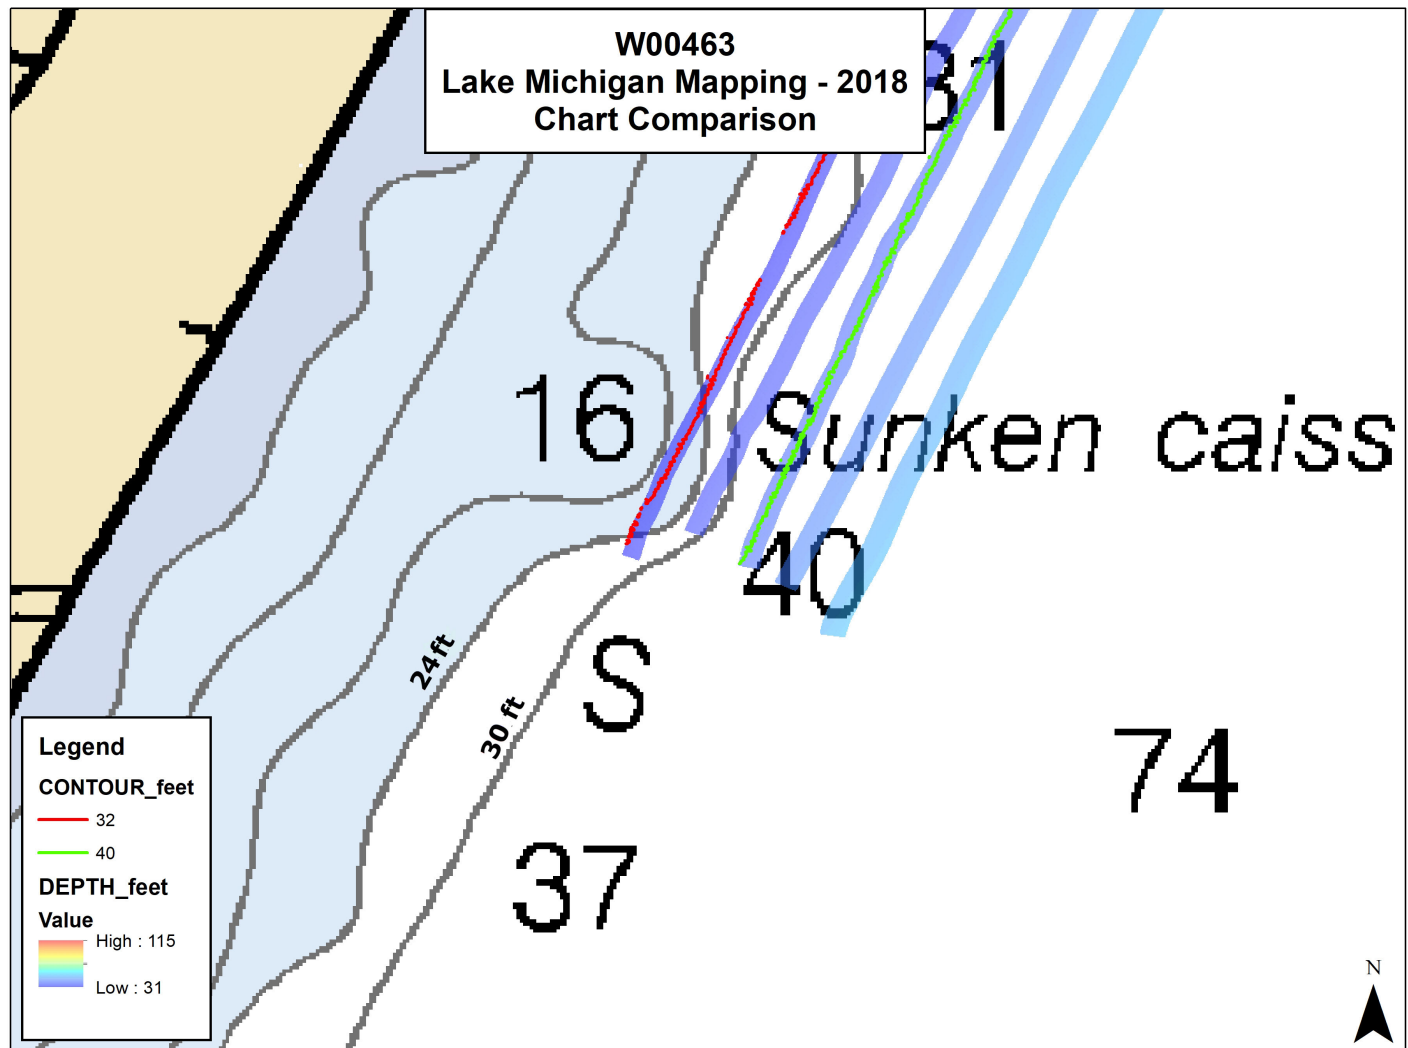 W00463
Lake Michigan Mapping - 2018
Chart Comparison
31
16
Sunken caiss
40
24 ft
S
30 ft
74
37
Legend
CONTOUR_feet
32
40
DEPTH_feet
Value
High : 115
Low : 31
N